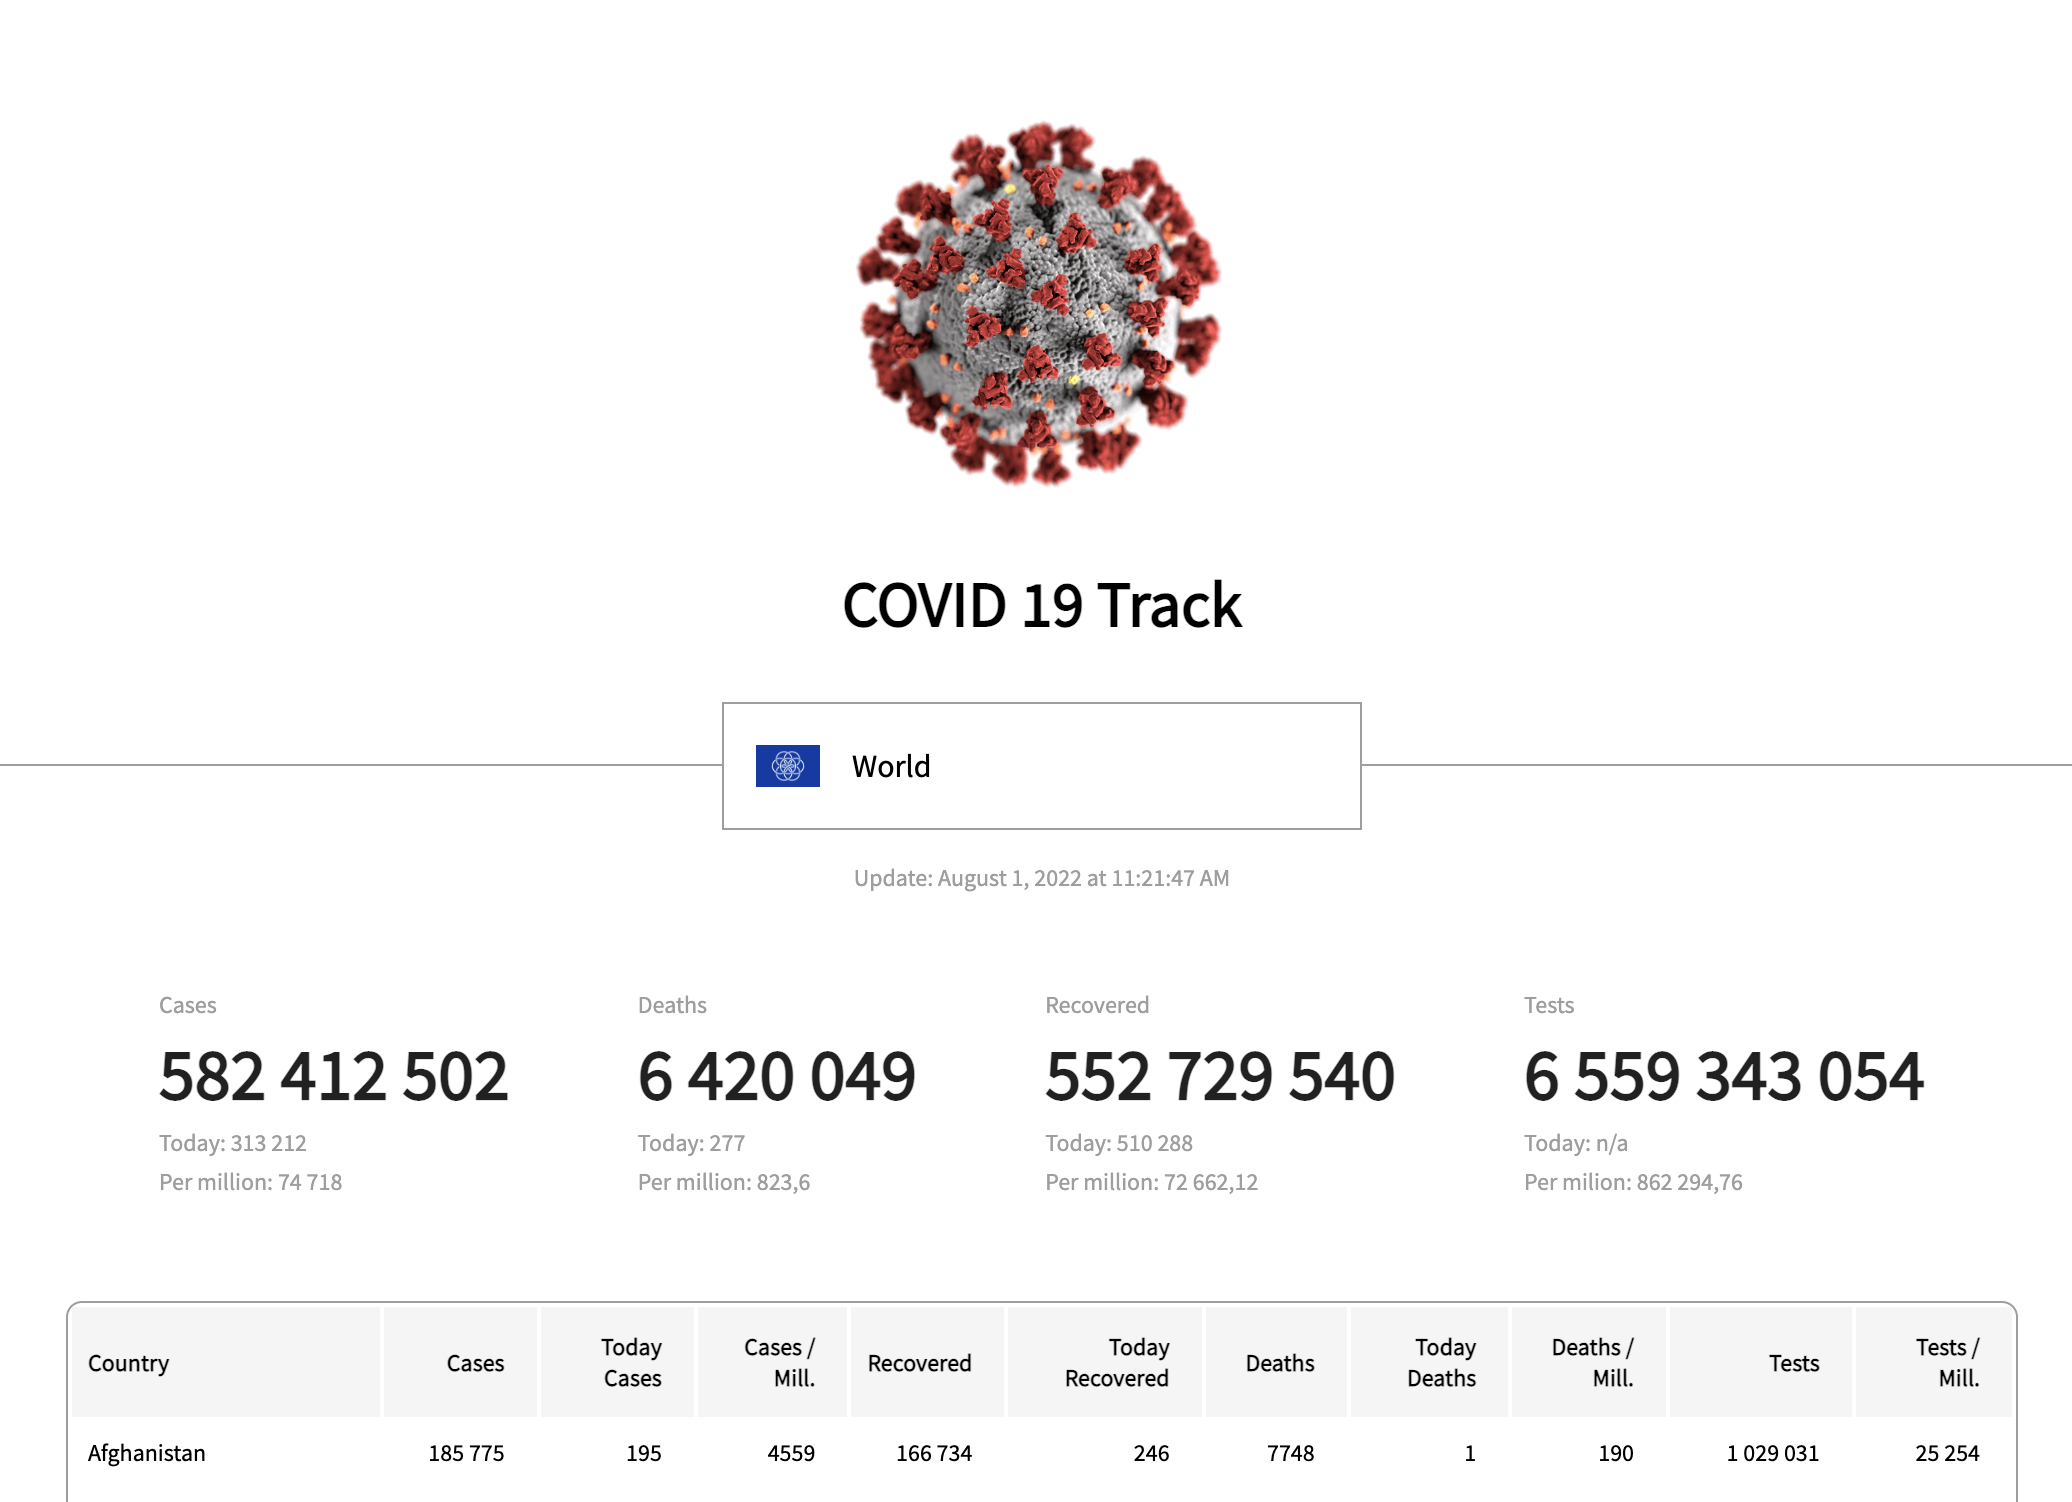 COVID 19 Track
World
Update: August 1, 2022 at 11:21:47 AM
Cases
582 412 502
Today: 313 212
Per million: 74 718
Deaths
6 420 049
Today: 277
Per million: 823,6
Recovered
552 729 540
Today: 510 288
Per million: 72 662,12
Tests
6 559 343 054
Today: n/a
Per milion: 862 294,76
Country Cases Today Cases Cases / Mill. Recovered Today Recovered Deaths Today Deaths Deaths / Mill. Tests Tests / Mill.
Afghanistan 185 775 195 4559 166 734 246 7748 1 190 1 029 031 25 254